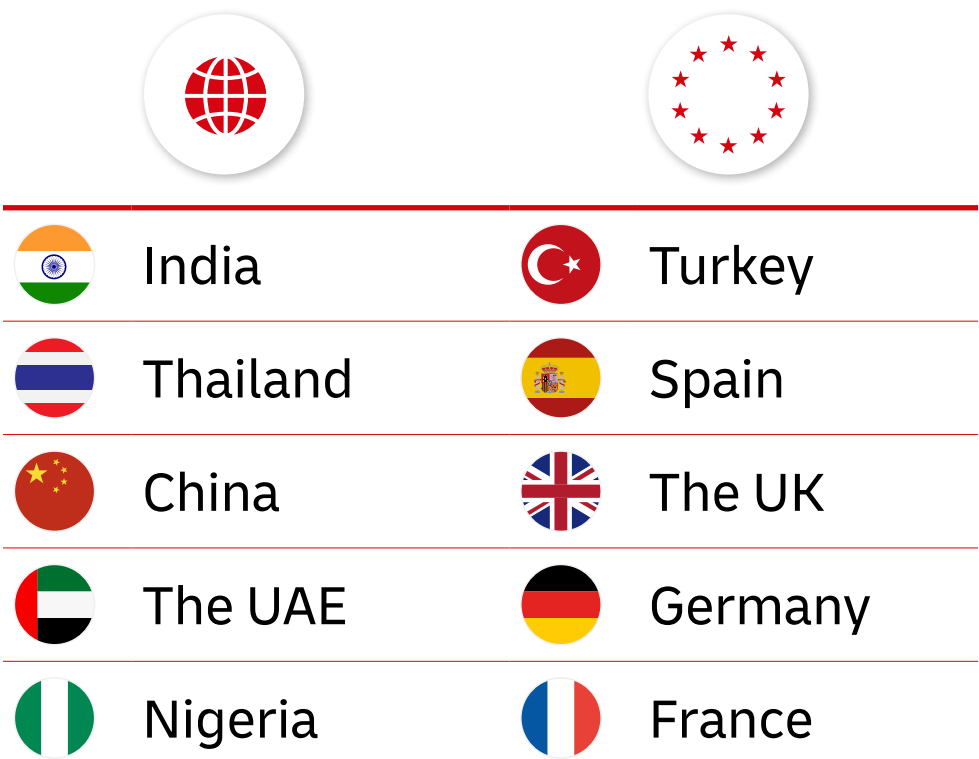 India
Turkey
Thailand
Spain
China
The UK
The UAE
Germany
Nigeria
France